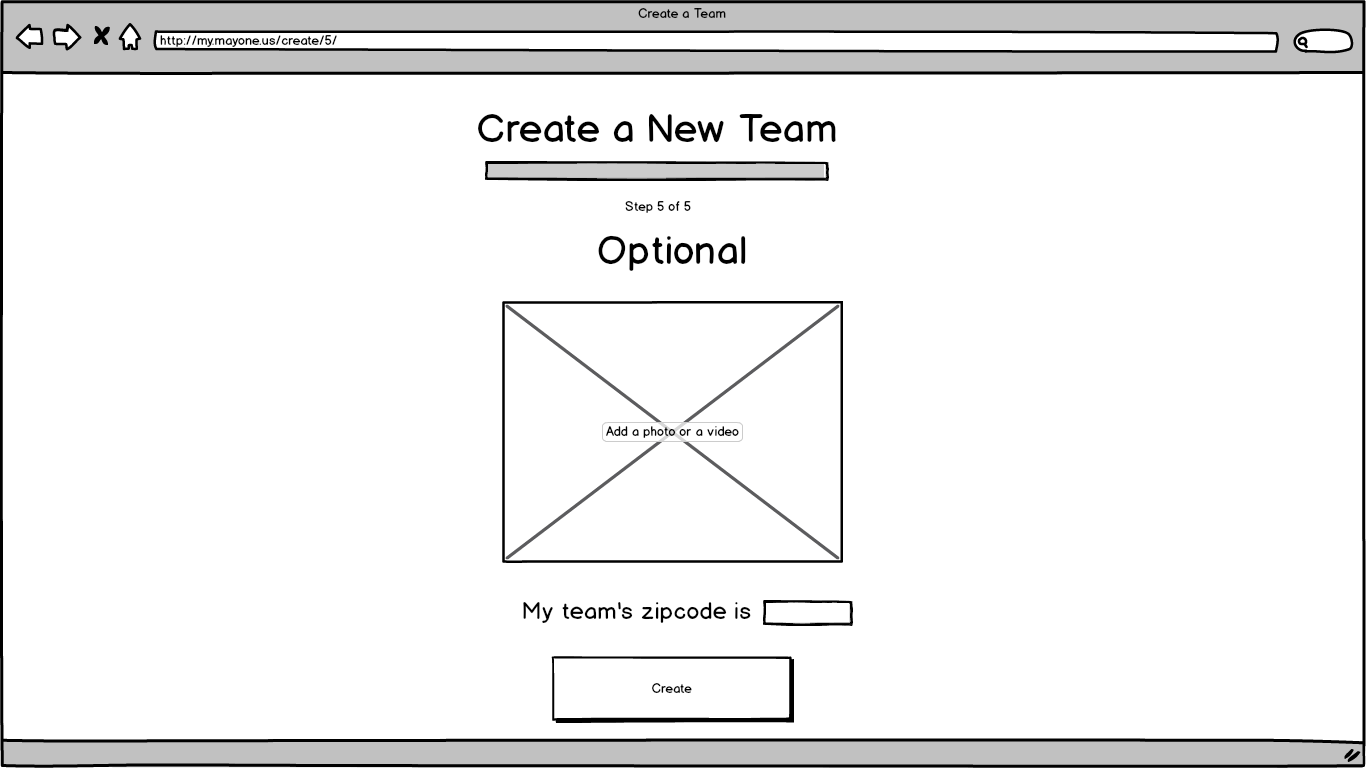 Create a Team
http://my.mayone.us/create/5/
Create a New Team
Step 5 of 5
Optional
Add a photo or a video
My team's zipcode is
Create